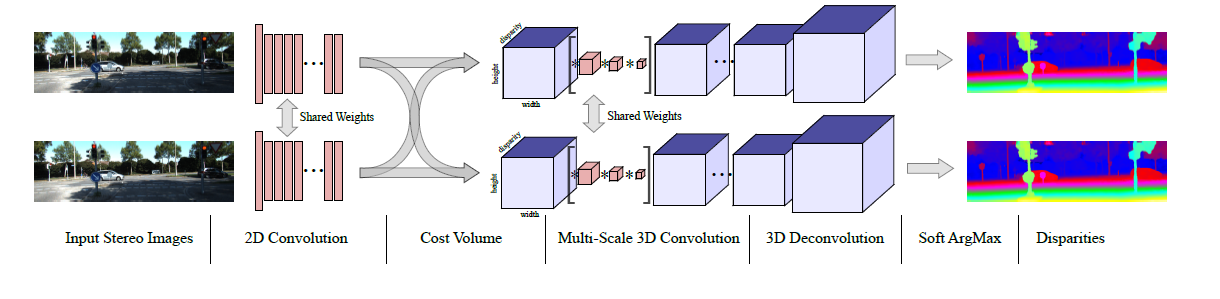 disparity
height
width
Shared Weights
Shared Weights
disparity
height
width
Input Stereo Images
2D Convolution
Cost Volume
Multi-Scale 3D Convolution
3D Deconvolution
Soft ArgMax
Disparities